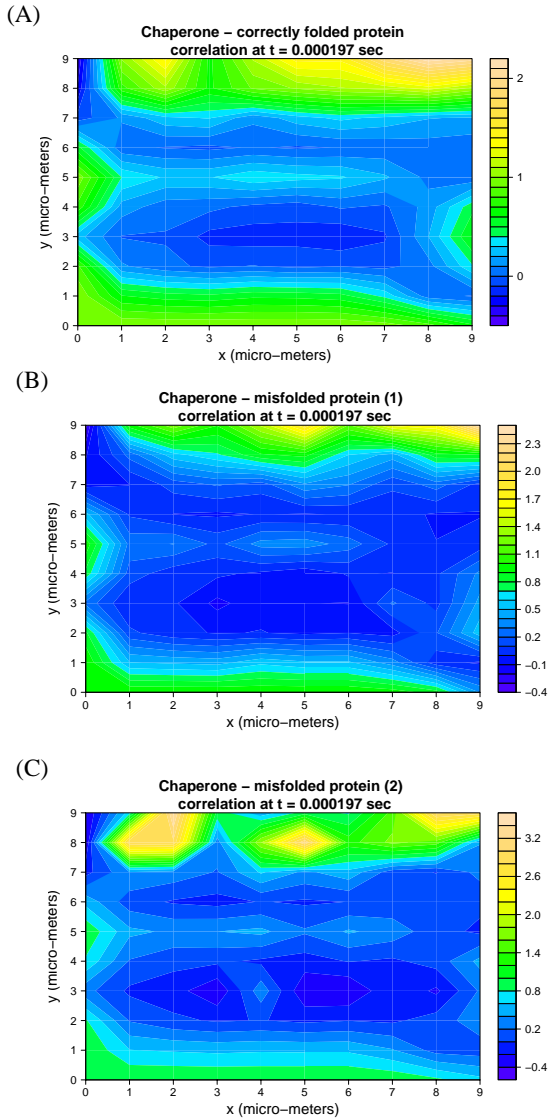 (A)
Chaperone − correctly folded protein
correlation at t = 0.000197 sec
y (micro−meters)
9
8
7
6
5
4
3
2
1
0
0 1 2 3 4 5 6 7 8 9
x (micro−meters)
2
1
0
(B)
Chaperone − misfolded protein (1)
correlation at t = 0.000197 sec
y (micro−meters)
9
8
7
6
5
4
3
2
1
0
0 1 2 3 4 5 6 7 8 9
x (micro−meters)
2.3
2.0
1.7
1.4
1.1
0.8
0.5
0.2
−0.1
−0.4
(C)
Chaperone − misfolded protein (2)
correlation at t = 0.000197 sec
y (micro−meters)
9
8
7
6
5
4
3
2
1
0
0 1 2 3 4 5 6 7 8 9
x (micro−meters)
3.2
2.8
2.4
2.0
1.6
1.2
0.8
0.4
0.0
−0.4